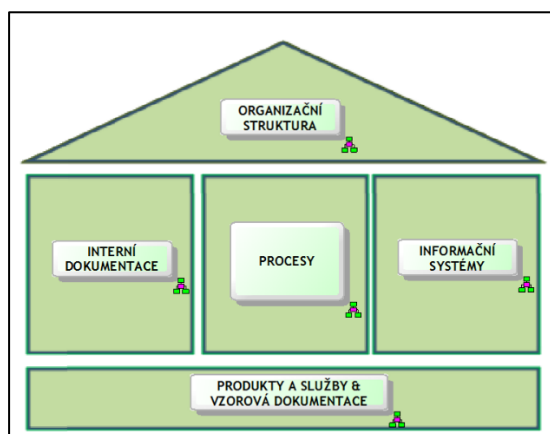 ORGANIZAČNÍ
STRUKTURA
INTERNÍ
DOKUMENTACE
PROCESY
INFORMAČNÍ
SYSTÉMY
PRODUKTY A SLUŽBY &
VZOROVÁ DOKUMENTACE